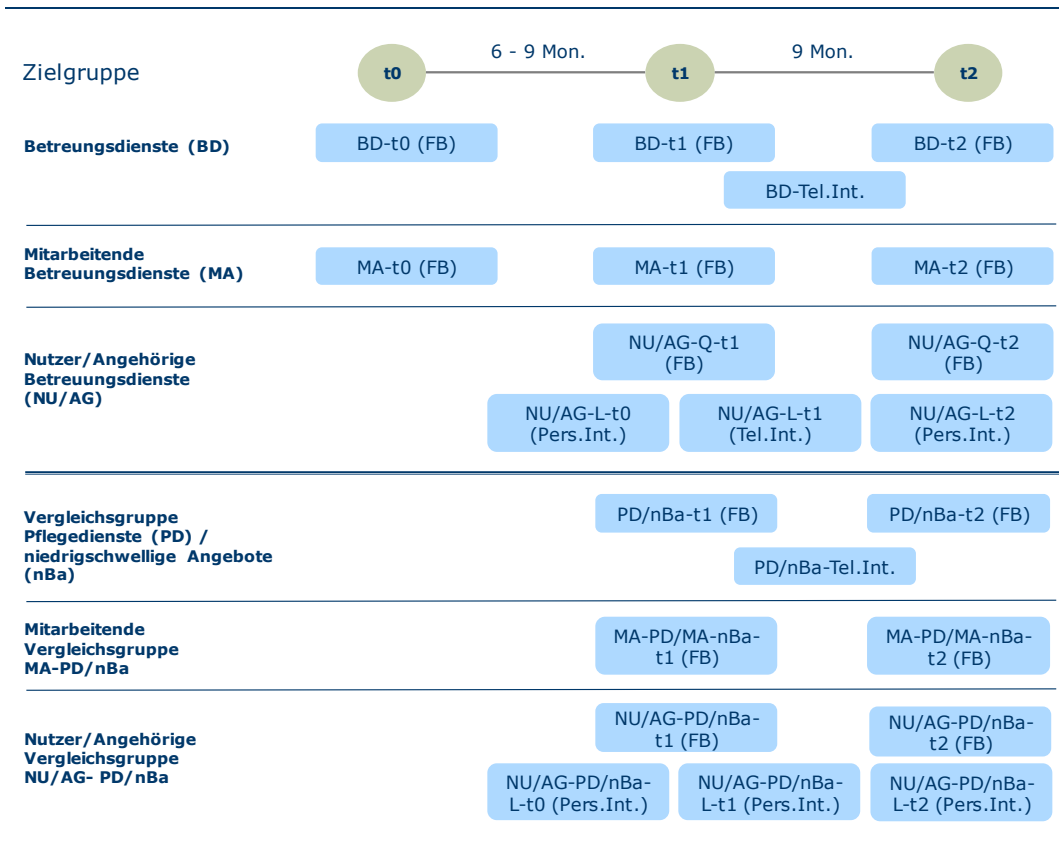 6 - 9 Mon.
9 Mon.
Zielgruppe
t0
t1
t2
Betreungsdienste (BD)
BD-t0 (FB)
BD-t1 (FB)
BD-t2 (FB)
BD-Tel.Int.
Mitarbeitende
Betreuungsdienste (MA)
MA-t0 (FB)
MA-t1 (FB)
MA-t2 (FB)
Nutzer/Angehörige
Betreuungsdienste
(NU/AG)
NU/AG-Q-t1
(FB)
NU/AG-Q-t2
(FB)
NU/AG-L-t0
(Pers.Int.)
NU/AG-L-t1
(Tel.Int.)
NU/AG-L-t2
(Pers.Int.)
Vergleichsgruppe
Pflegedienste (PD) /
niedrigschwellige Angebote
(nBa)
PD/nBa-t1 (FB)
PD/nBa-t2 (FB)
PD/nBa-Tel.Int.
Mitarbeitende
Vergleichsgruppe
MA-PD/nBa
MA-PD/MA-nBa-
t1 (FB)
MA-PD/MA-nBa-
t2 (FB)
Nutzer/Angehörige
Vergleichsgruppe
NU/AG- PD/nBa
NU/AG-PD/nBa-
t1 (FB)
NU/AG-PD/nBa-
t2 (FB)
NU/AG-PD/nBa-
L-t0 (Pers.Int.)
NU/AG-PD/nBa-
L-t1 (Pers.Int.)
NU/AG-PD/nBa-
L-t2 (Pers.Int.)